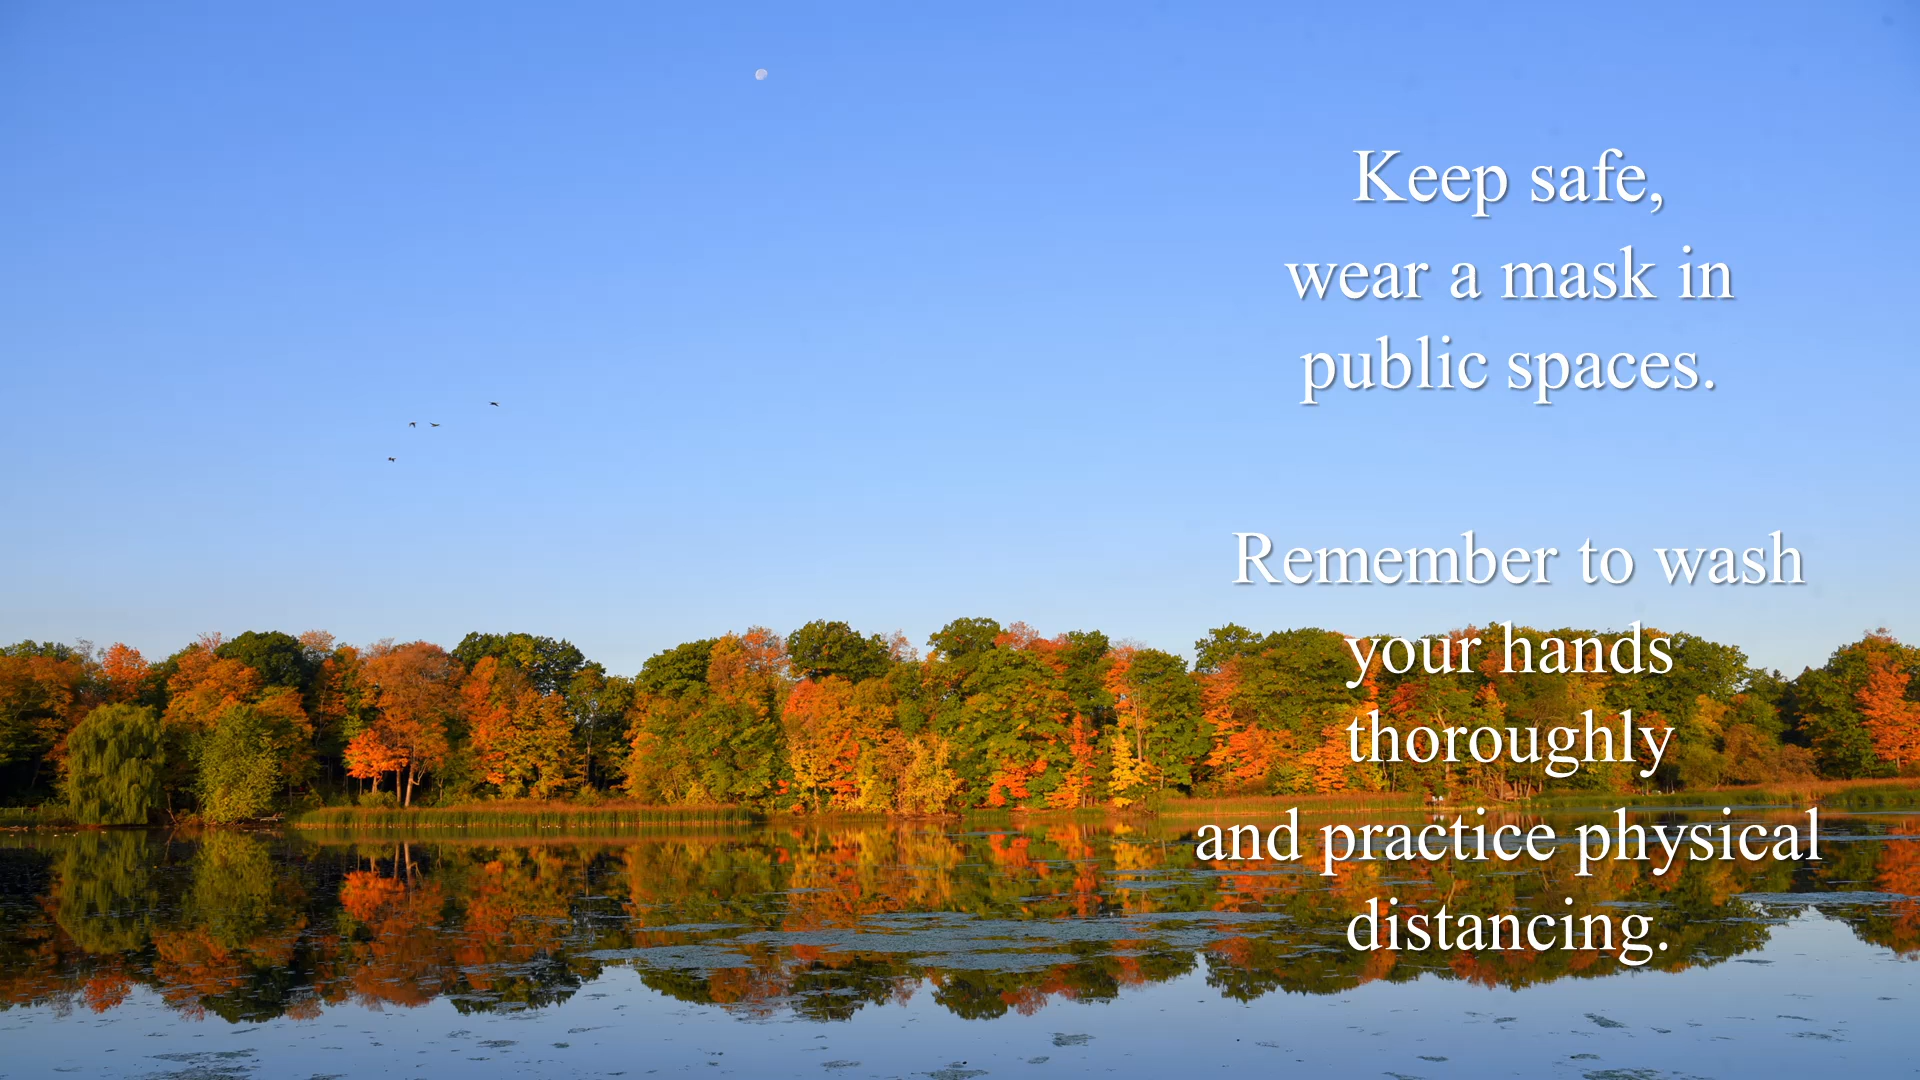 Keep safe,
wear a mask in
public spaces.
Remember to wash
your hands
thoroughly
and practice physical
distancing.